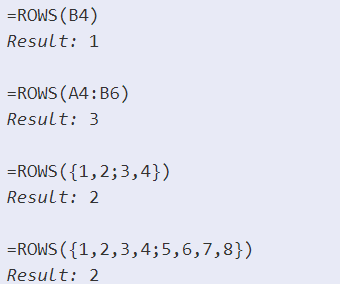 =ROWS(B4)
Result: 1
=ROWS(A4:B6)
Result: 3
=ROWS({1,2;3,4})
Result: 2
=ROWS({1,2,3,4;5,6,7,8})
Result: 2